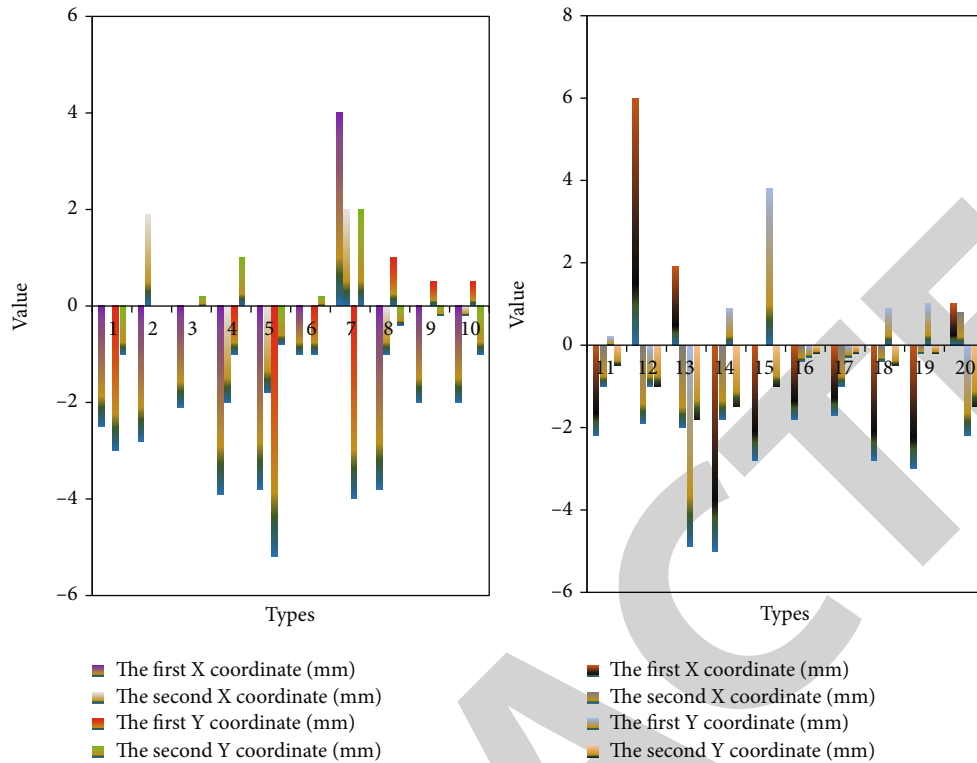 6
4
2
0
−2
−4
−6
Value
1 2 3 4 5 6 7 8 9 10
Types
The first X coordinate (mm)
The second X coordinate (mm)
The first Y coordinate (mm)
The second Y coordinate (mm)
8
6
4
2
0
−2
−4
−6
Value
11 12 13 14 15 16 17 18 19 20
Types
The first X coordinate (mm)
The second X coordinate (mm)
The first Y coordinate (mm)
The second Y coordinate (mm)
ACTE